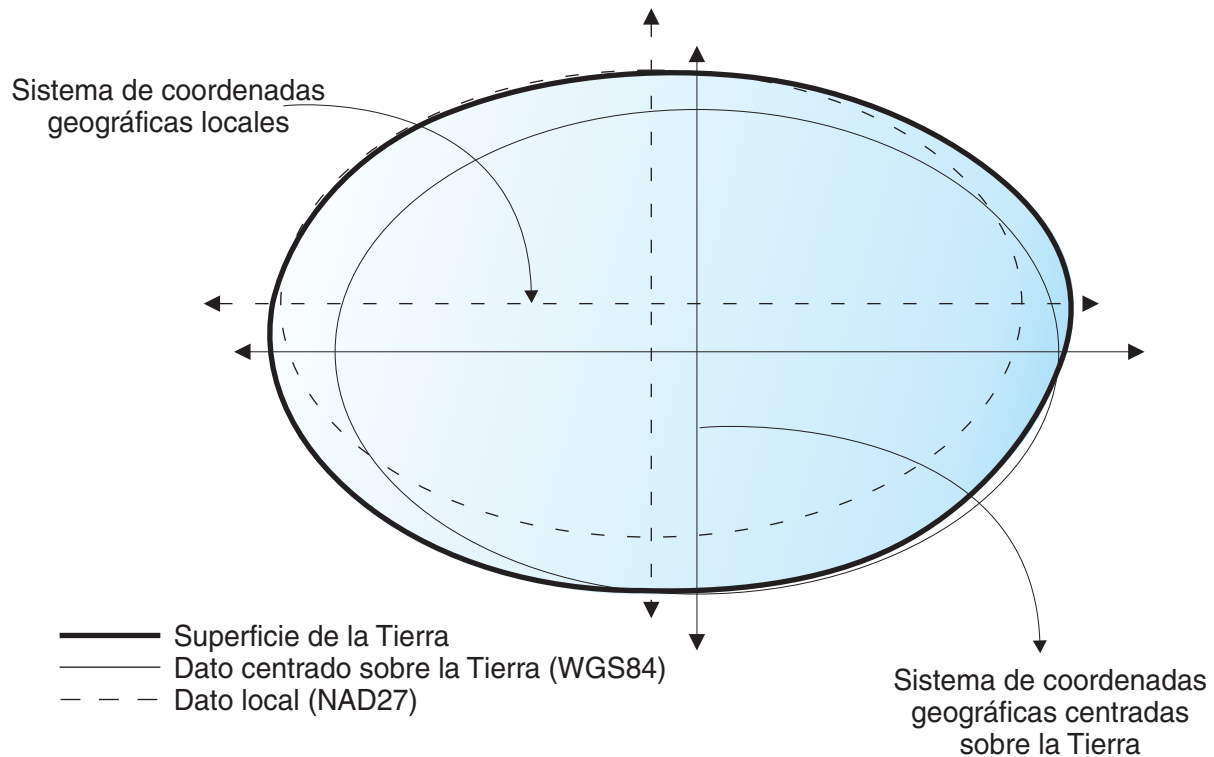 Sistema de coordenadas
geográficas locales
Superficie de la Tierra
Dato centrado sobre la Tierra (WGS84)
Dato local (NAD27)
Sistema de coordenadas
geográficas centradas
sobre la Tierra